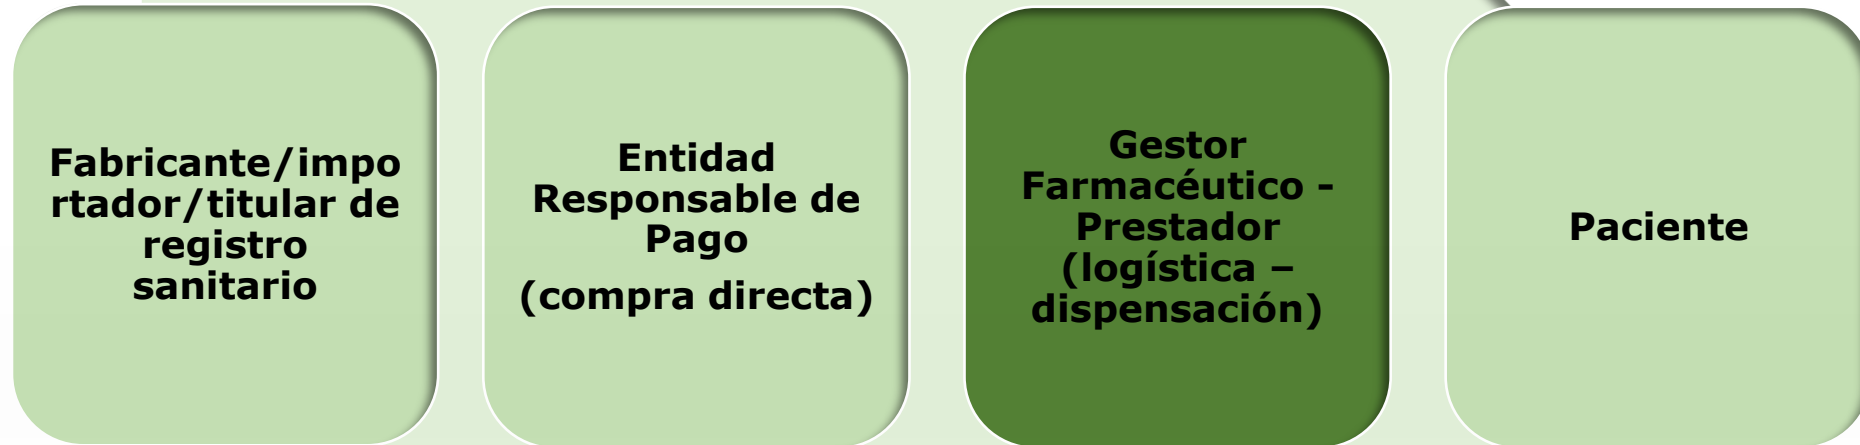 Fabricante/impo
rtador/titular de
registro
sanitario
Entidad
Responsable de
Pago
(compra directa)
Gestor
Farmacéutico -
Prestador
(logística –
dispensación)
Paciente